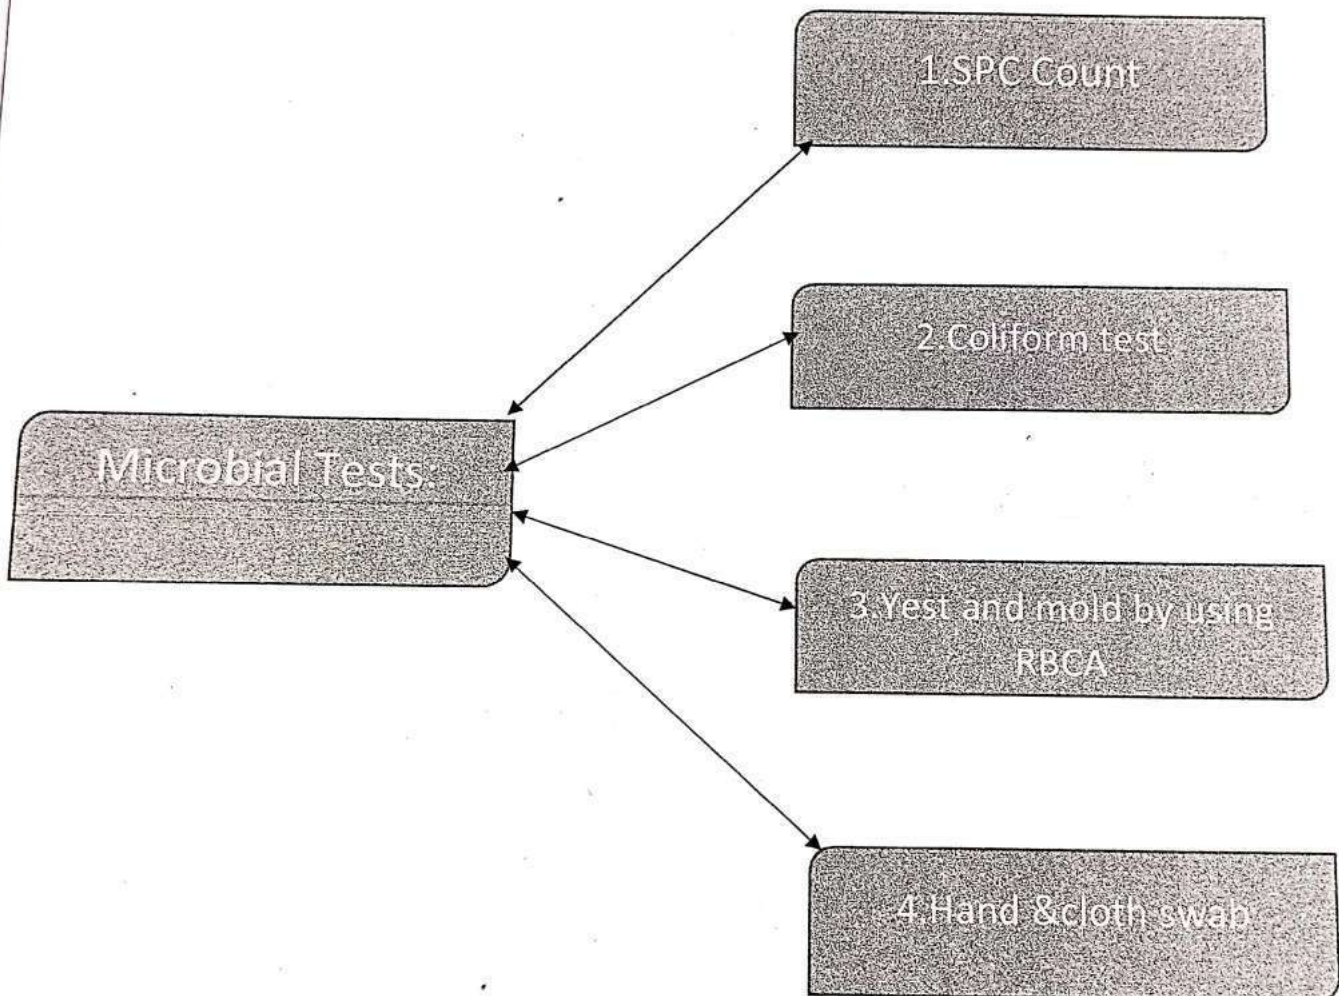 1.SPC Count
2.Coliform test
Microbial Tests:
3.Yest and mold by using
RBCA
4.Hand &cloth swab